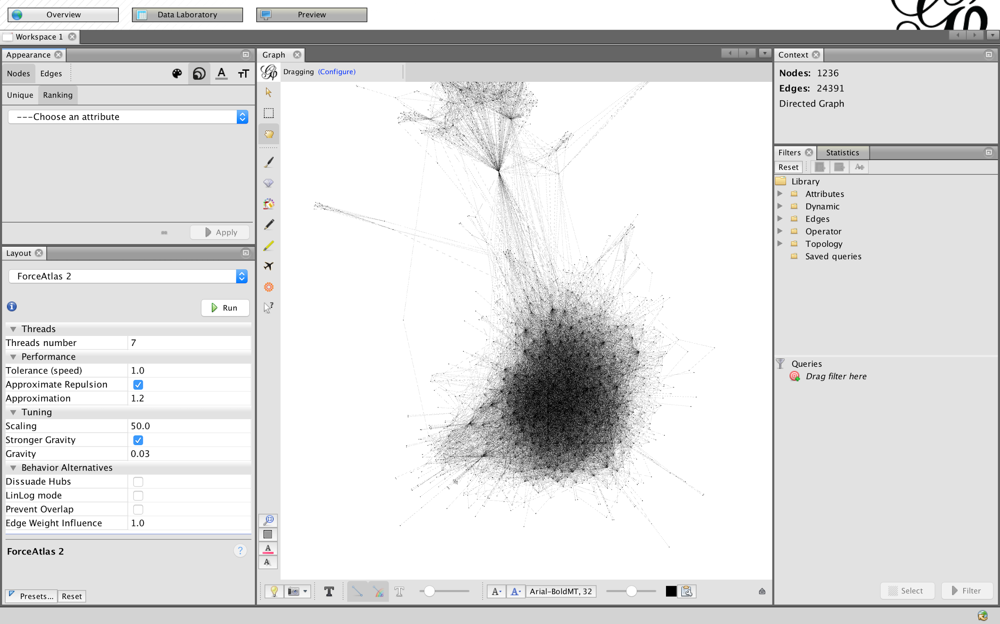 Overview
Data Laboratory
Preview
Workspace 1
Appearance
Nodes
Edges
A
TT
Unique
Ranking
---Choose an attribute
Apply
Layout
ForceAtlas 2
Run
Threads
Threads number 7
Performance
Tolerance (speed) 1.0
Approximate Repulsion
Approximation 1.2
Tuning
Scaling 50.0
Stronger Gravity
Gravity 0.03
Behavior Alternatives
Dissuade Hubs
LinLog mode
Prevent Overlap
Edge Weight Influence 1.0
ForceAtlas 2
?
Presets...
Reset
Graph
Dragging (Configure)
?
A
A
T
T
A
A
Arial-BoldMT, 32
Context
Nodes: 1236
Edges: 24391
Directed Graph
Filters
Statistics
Reset
Library
Attributes
Dynamic
Edges
Operator
Topology
Saved queries
Queries
Drag filter here
Select
Filter